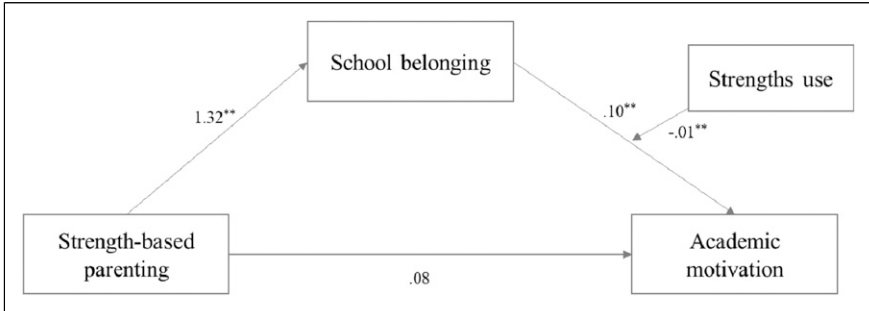 School belonging
Strengths use
1.32**
.10**
-.01**
Strength-based
parenting
Academic
motivation
.08